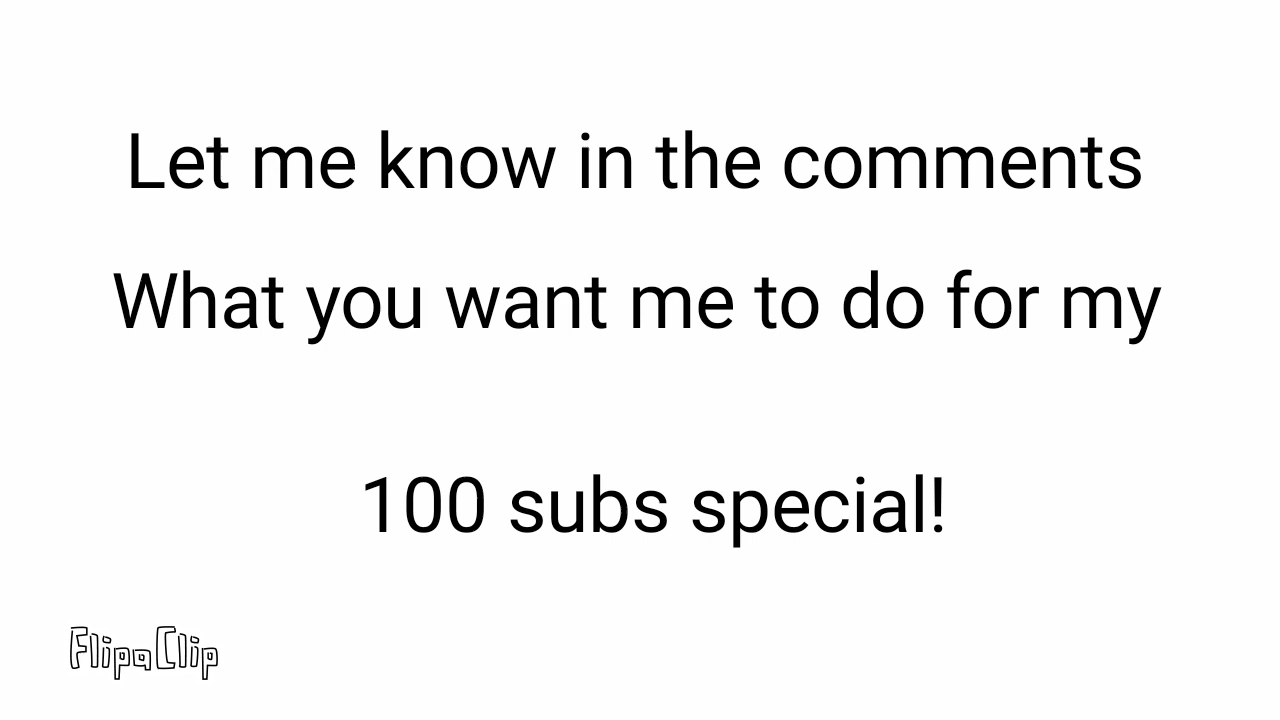 Let me know in the comments
What you want me to do for my
100 subs special!
FlipaClip